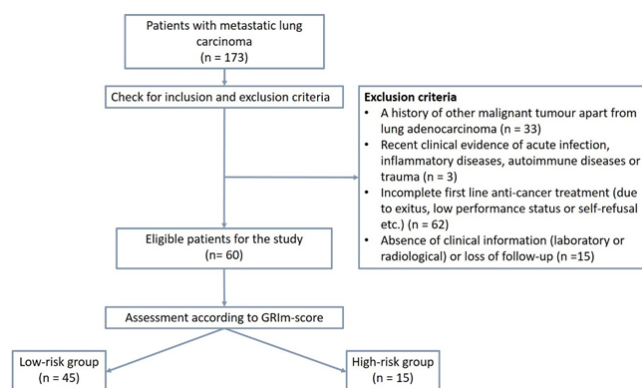 Patients with metastatic lung
carcinoma
(n = 173)
Check for inclusion and exclusion criteria
Exclusion criteria
• A history of other malignant tumour apart from
lung adenocarcinoma (n = 33)
• Recent clinical evidence of acute infection,
inflammatory diseases, autoimmune diseases or
trauma (n = 3)
• Incomplete first line anti-cancer treatment (due
to exitus, low performance status or self-refusal
etc.) (n = 62)
• Absence of clinical information (laboratory or
radiological) or loss of follow-up (n =15)
Eligible patients for the study
(n= 60)
Assessment according to GRIm-score
Low-risk group
(n = 45)
High-risk group
(n = 15)